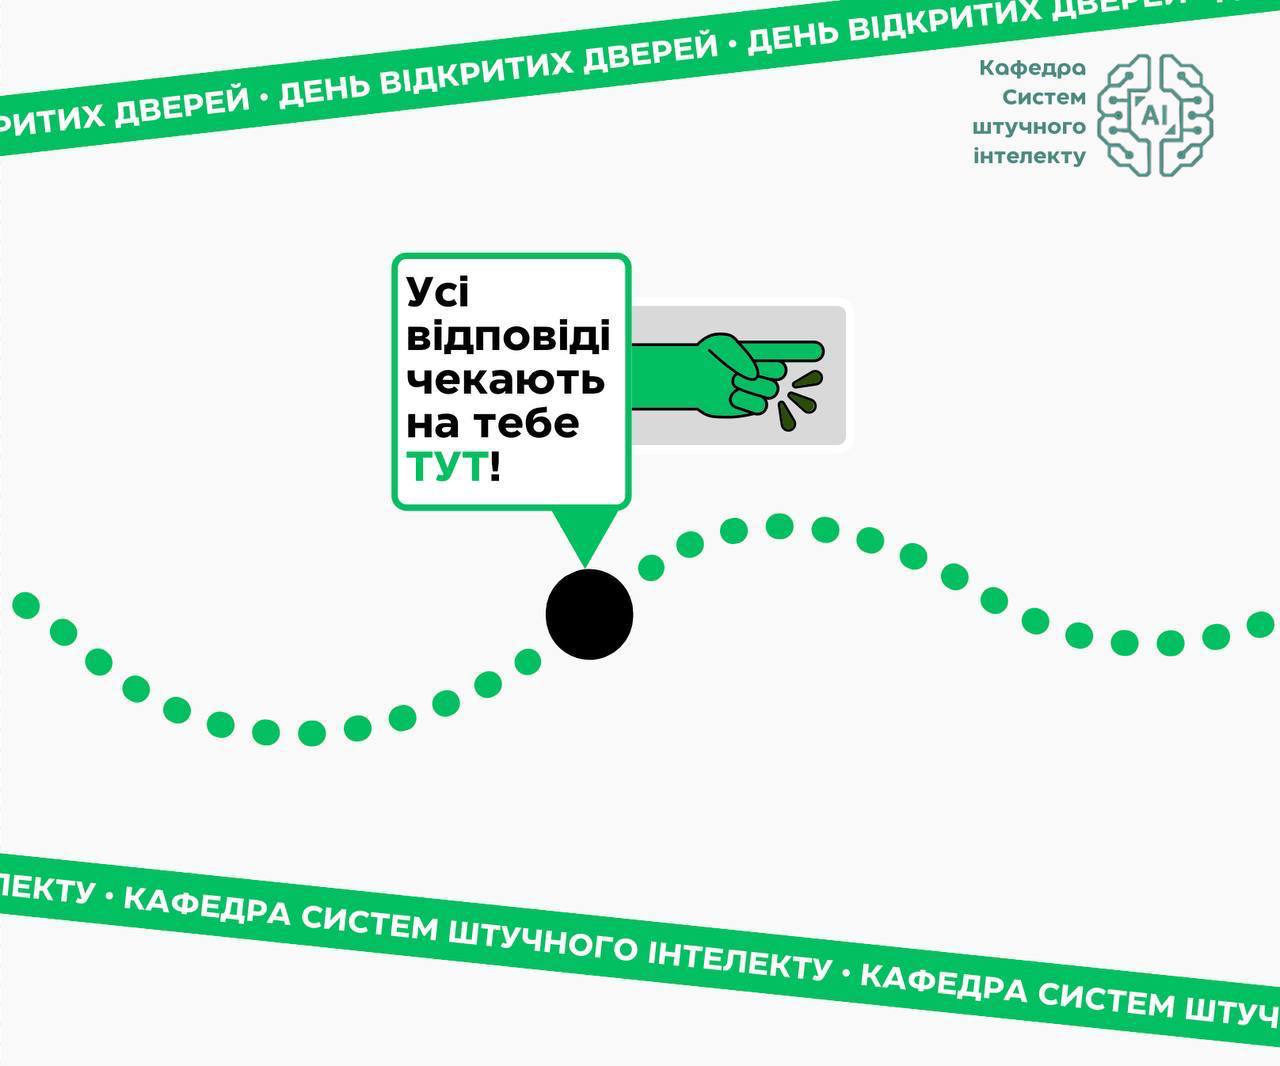 РИТИХ ДВЕРЕЙ • ДЕНЬ ВІДКРИТИХ ДВЕРЕЙ • ДЕНЬ ВІДКРИТИХ ДВЕРЕЙ
Кафедра
Систем
штучного
інтелекту
AI
Усі
відповіді
чекають
на тебе
ТУТ!
ЛЕКТУ • КАФЕДРА СИСТЕМ ШТУЧНОГО ІНТЕЛЕКТУ • КАФЕДРА СИСТЕМ ШТУЧ